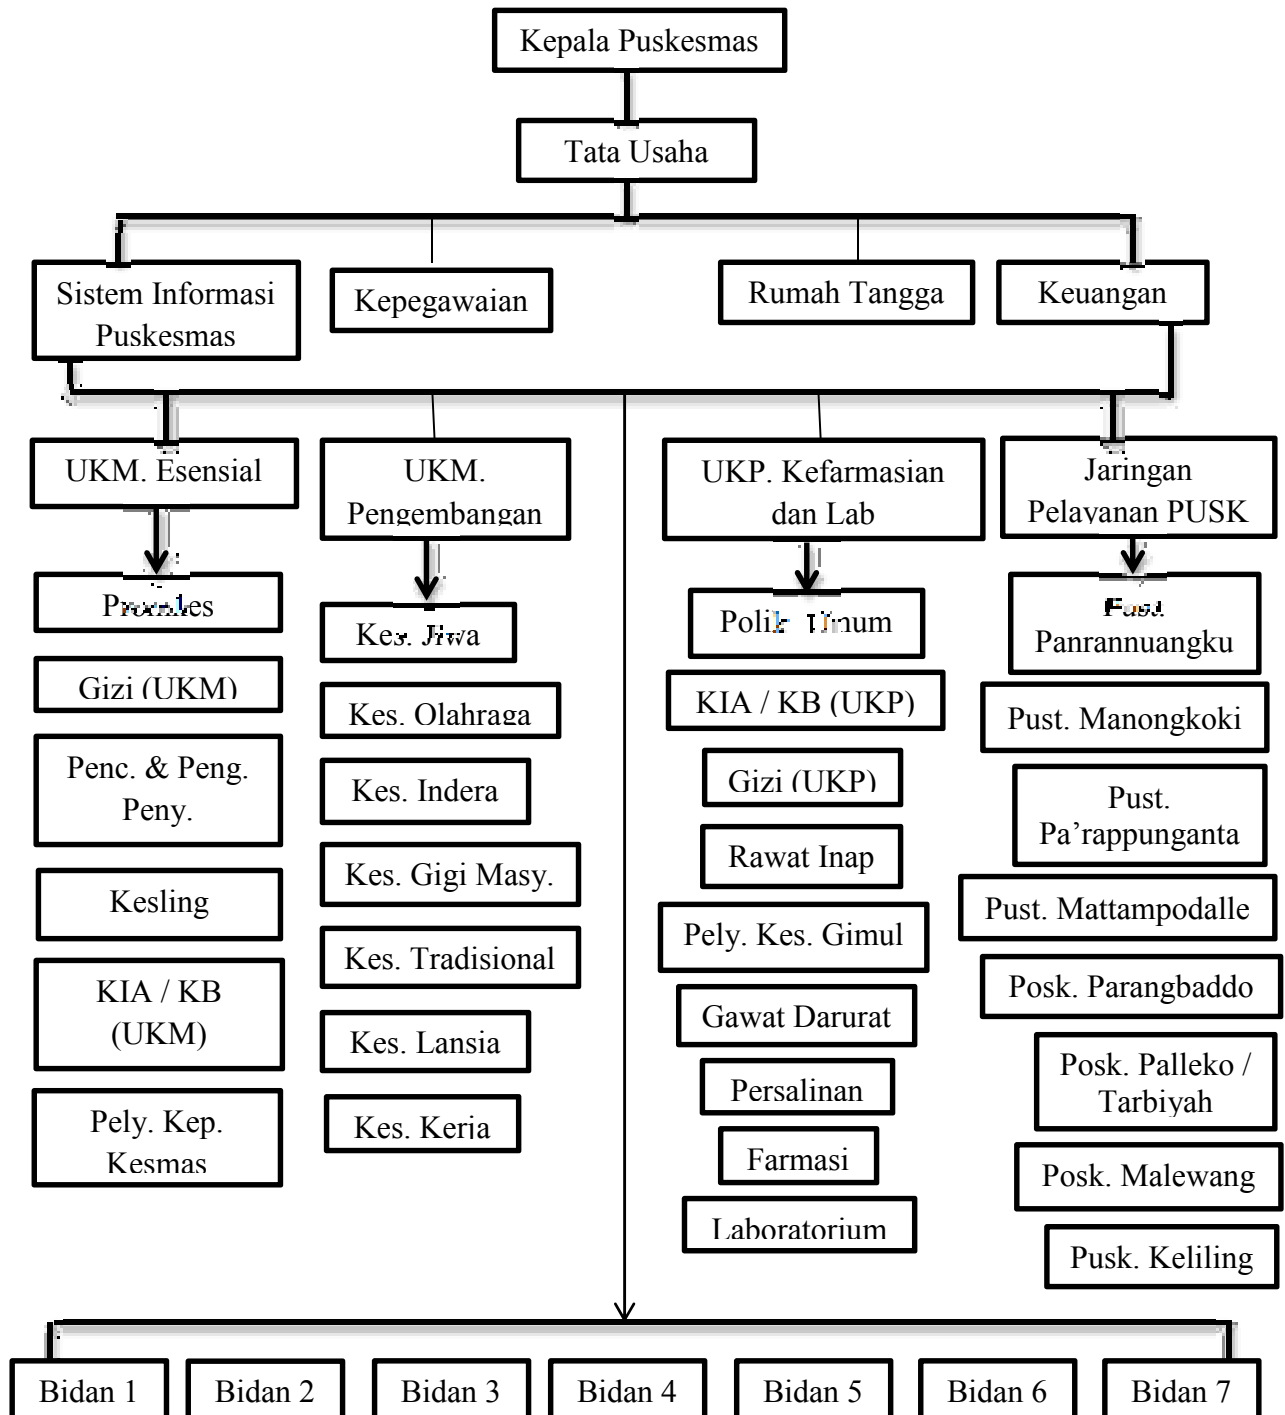 Kepala Puskesmas
Tata Usaha
Sistem Informasi
Puskesmas
Kepegawaian
Rumah Tangga
Keuangan
UKM. Esensial
UKM.
Pengembangan
UKP. Kefarmasian
dan Lab
Jaringan
Pelayanan PUSK
Gizi (UKM)
Penc. & Peng.
Peny.
Kesling
KIA / KB
(UKM)
Pely. Kep.
Kesmas
Kes. Jiwa
Kes. Olahraga
Kes. Indera
Kes. Gigi Masy.
Kes. Tradisional
Kes. Lansia
Kes. Kerja
Polik Umum
KIA / KB (UKP)
Gizi (UKP)
Rawat Inap
Pely. Kes. Gimul
Gawat Darurat
Persalinan
Farmasi
Laboratorium
Panrannuangku
Pust. Manongkoki
Pust.
Pa’rappunganta
Pust. Mattampodalle
Posk. Parangbaddo
Posk. Palleko /
Tarbiyah
Posk. Malewang
Pusk. Keliling
Bidan 1
Bidan 2
Bidan 3
Bidan 4
Bidan 5
Bidan 6
Bidan 7